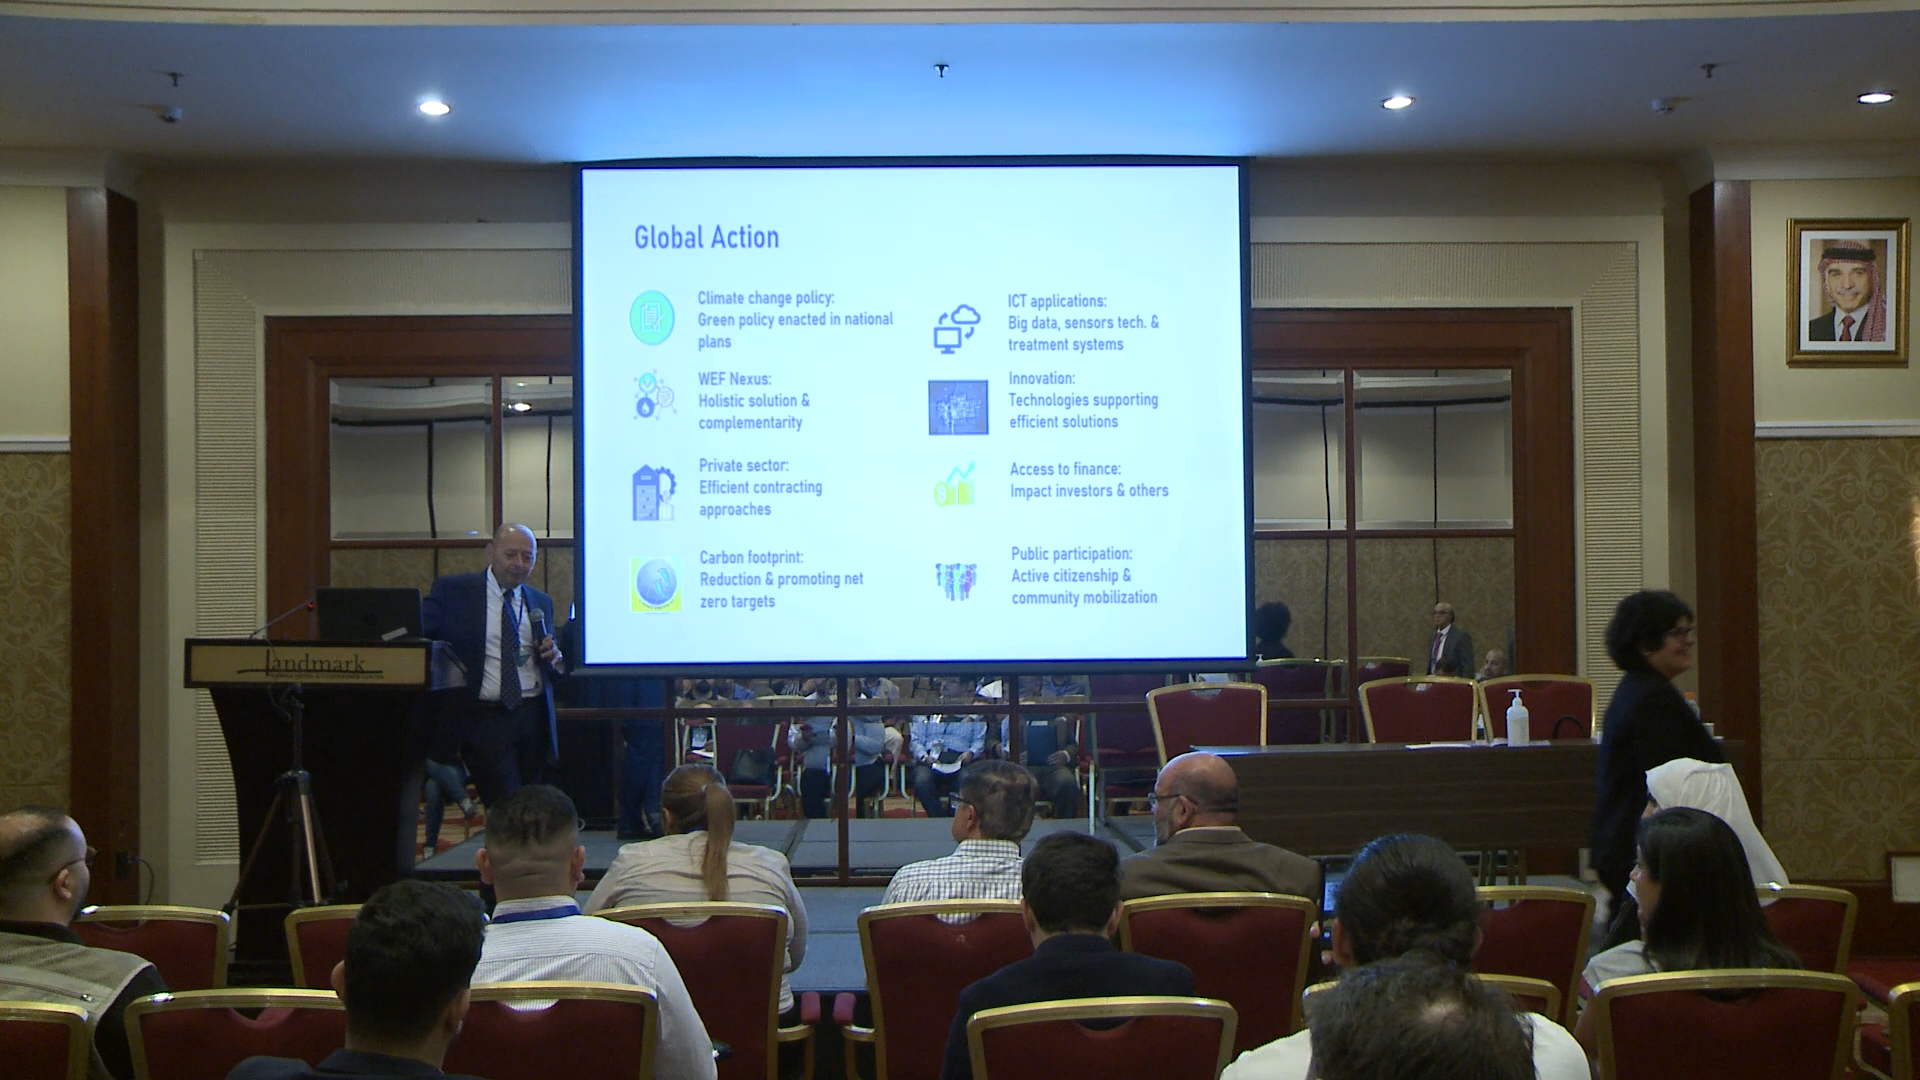 Global Action
Climate change policy:
Green policy enacted in national
plans
WEF Nexus:
Holistic solution &
complementarity
Private sector:
Efficient contracting
approaches
Carbon footprint:
Reduction & promoting net
zero targets
ICT applications:
Big data, sensors tech. &
treatment systems
Innovation:
Technologies supporting
efficient solutions
Access to finance:
Impact investors & others
Public participation:
Active citizenship &
community mobilization
landmark